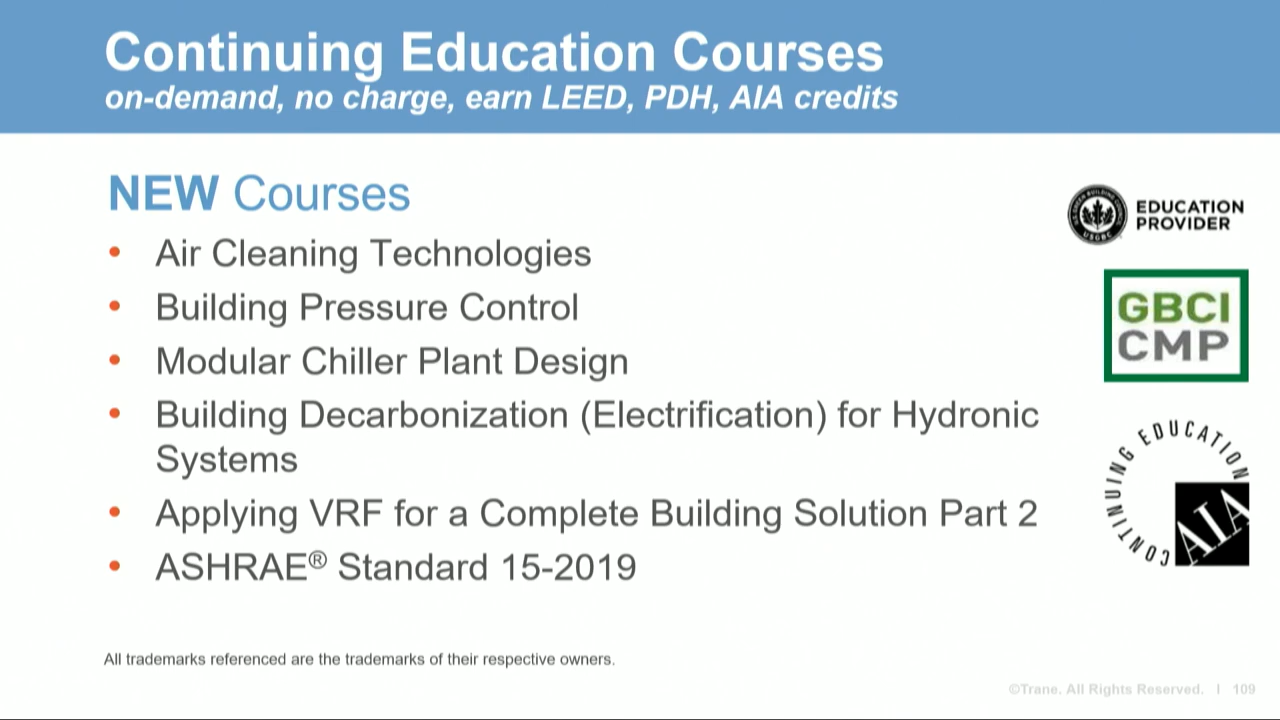 Continuing Education Courses
on-demand, no charge, earn LEED, PDH, AIA credits
NEW Courses
• Air Cleaning Technologies
• Building Pressure Control
• Modular Chiller Plant Design
• Building Decarbonization (Electrification) for Hydronic
Systems
• Applying VRF for a Complete Building Solution Part 2
• ASHRAE® Standard 15-2019
EDUCATION
PROVIDER
USGBC
GBCI
CMP
CONTINUING EDUCATION
AIA
All trademarks referenced are the trademarks of their respective owners.
©Trane. All Rights Reserved. I 109